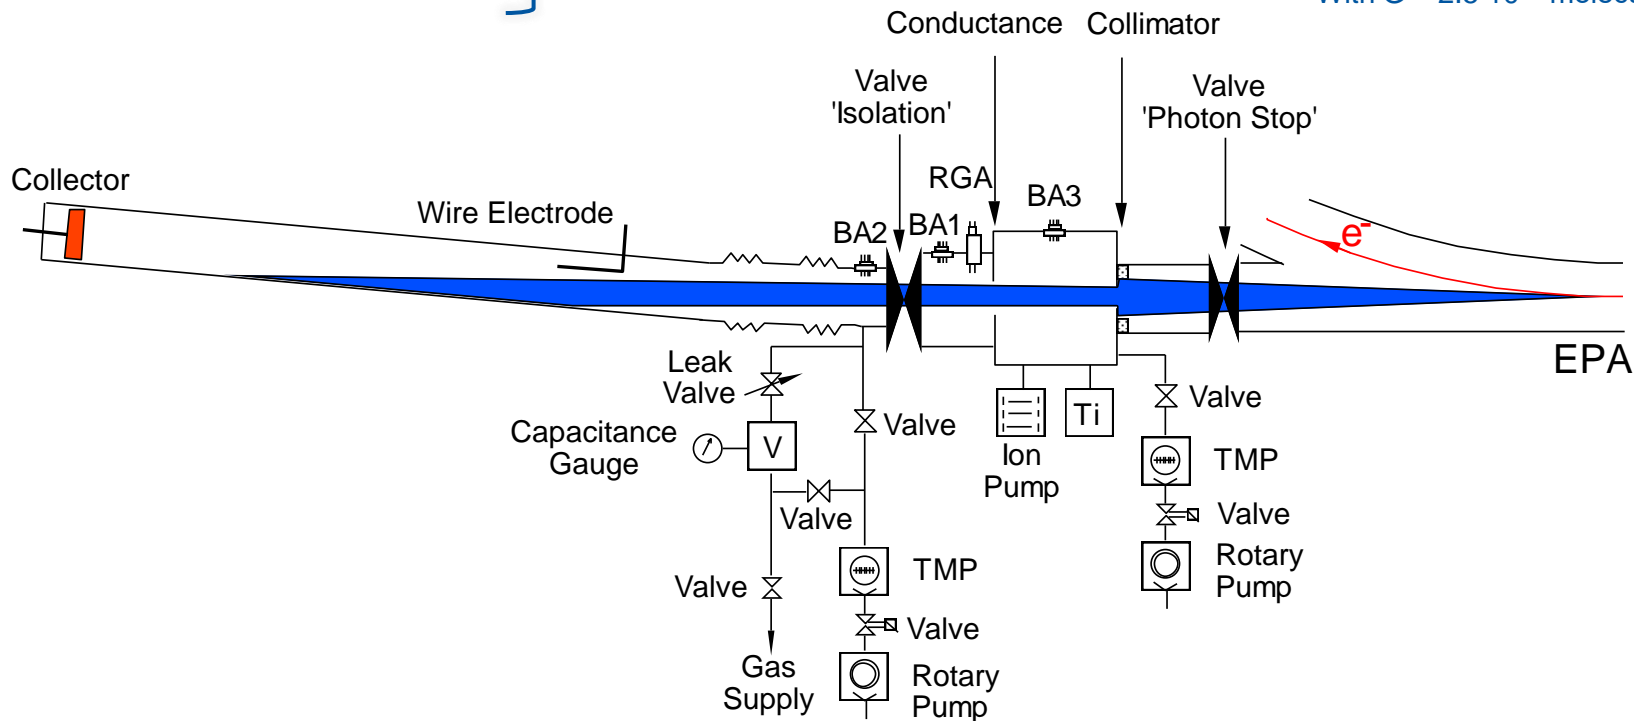 Conductance
Collimator
Valve
'Isolation'
Valve
'Photon Stop'
Collector
Wire Electrode
RGA
BA3
BA2
BA1
e-
EPA
Leak
Valve
Capacitance
Gauge
V
Valve
Valve
Valve
Gas
Supply
TMP
Valve
Rotary
Pump
Ion
Pump
Ti
Valve
TMP
Valve
Rotary
Pump